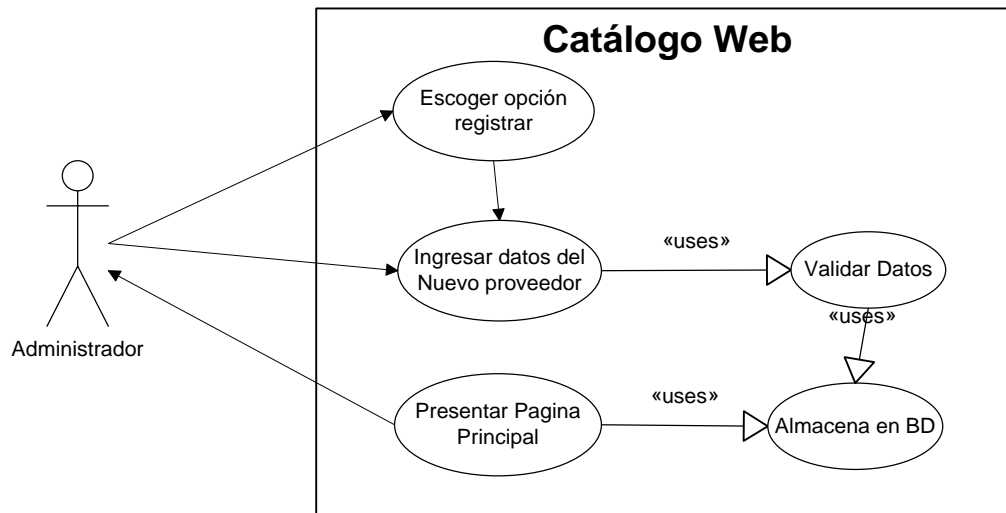 Catálogo Web
Escoger opción
registrar
Ingresar datos del
Nuevo proveedor
«uses»
Validar Datos
«uses»
Administrador
Presentar Pagina
Principal
«uses»
Almacena en BD